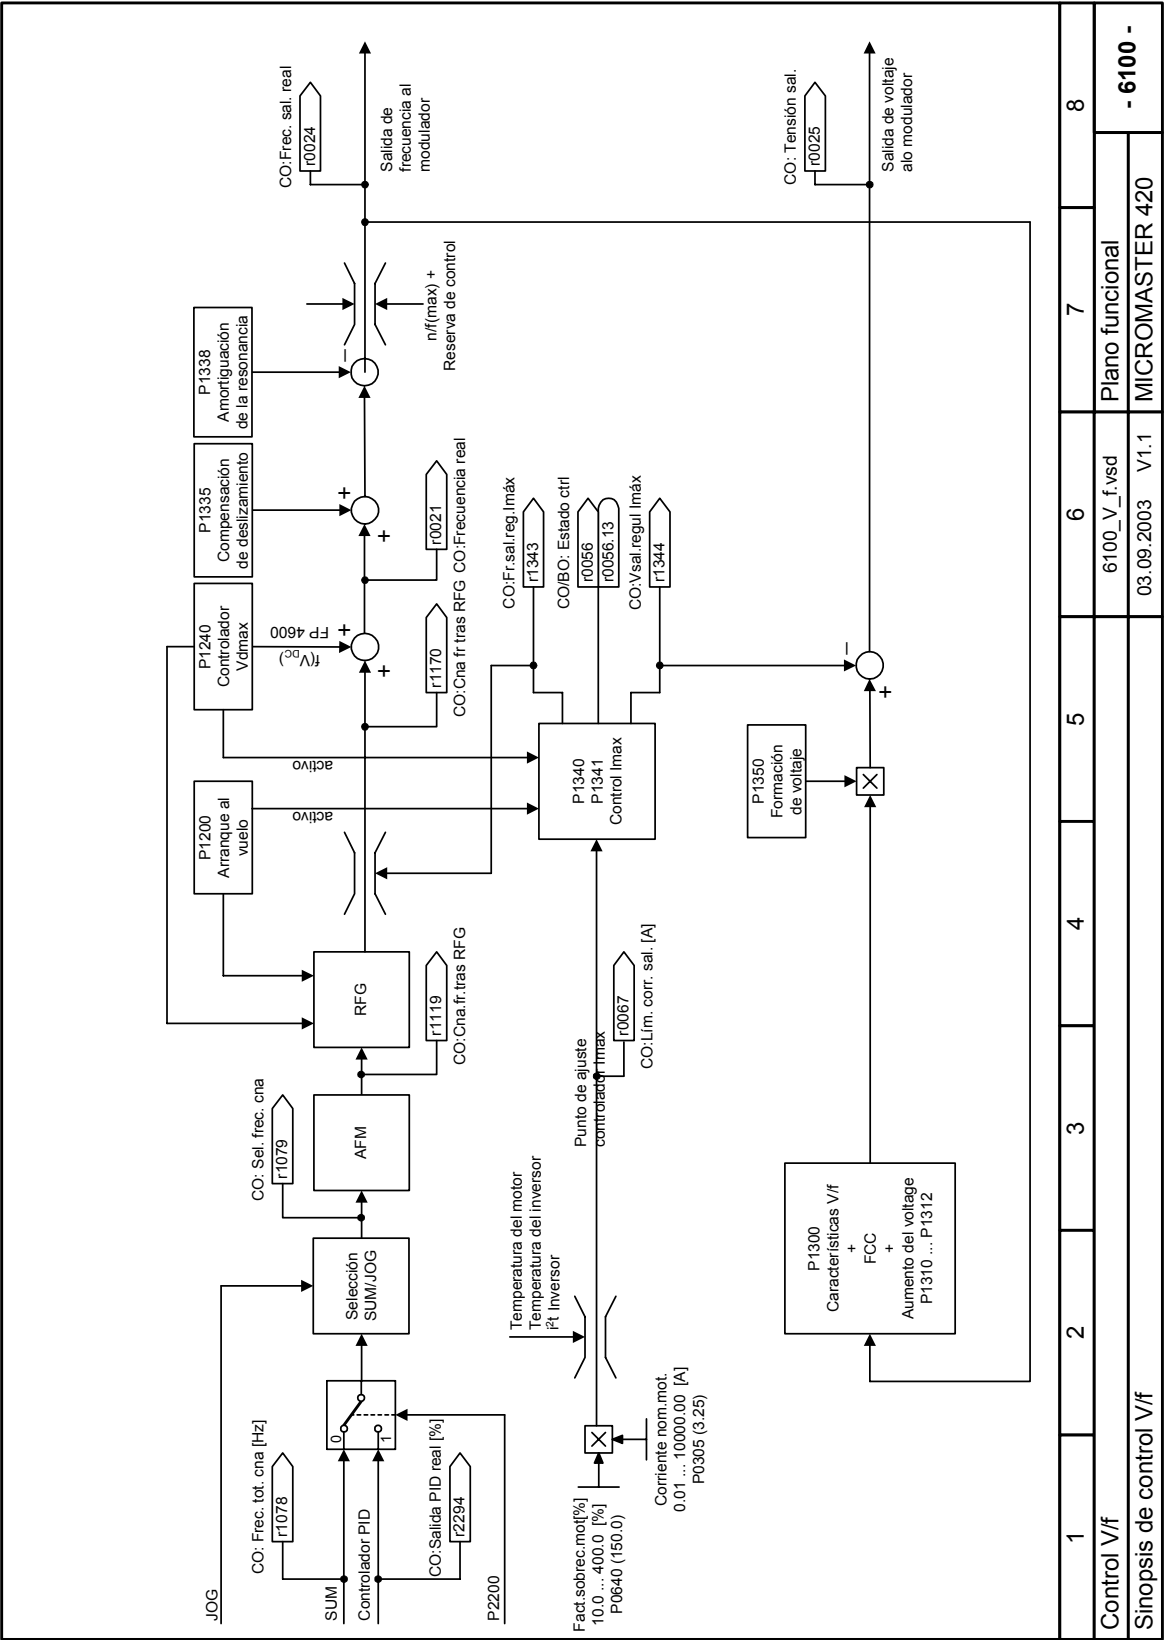 JOG
SUM
Controlador PID
P2200
CO: Frec. tot. cna [Hz]
r1078
CO:Salida PID real [%]
r2294
0
1
Selección
SUM/JOG
CO: Sel. frec. cna
r1079
AFM
r1119
CO:Cna.fr.tras RFG
RFG
P1200
Arranque al
vuelo
activo
P1240
Controlador
Vdmax
activo
f(VDC)
FP 4600
+
+
r1170
CO:Cna fr tras RFG
P1335
Compensación
de deslizamiento
+
+
r0021
CO:Frecuencia real
P1338
Amortiguación
de la resonancia
–
n/f(max) +
Reserva de control
CO:Frec. sal. real
r0024
Salida de
frecuencia al
modulador
Fact.sobrec.mot[%]
10.0 ... 400.0 [%]
P0640 (150.0)
Corriente nom.mot.
0.01 ... 10000.00 [A]
P0305 (3.25)
Temperatura del motor
Temperatura del inversor
i²t Inversor
Punto de ajuste
controlador Imax
r0067
CO:Lím. corr. sal. [A]
P1340
P1341
Control Imax
CO:Fr.sal.reg.Imáx
r1343
CO/BO: Estado ctrl
r0056
r0056.13
CO:Vsal.regul Imáx
r1344
P1300
Características V/f
+
FCC
+
Aumento del voltage
P1310 ... P1312
P1350
Formación
de voltaje
+
–
CO: Tensión sal.
r0025
Salida de voltaje
alo modulador
1
2
3
4
5
6
7
8
Control V/f
6100_V_f.vsd
Plano funcional
- 6100 -
Sinopsis de control V/f
03.09.2003 V1.1
MICROMASTER 420